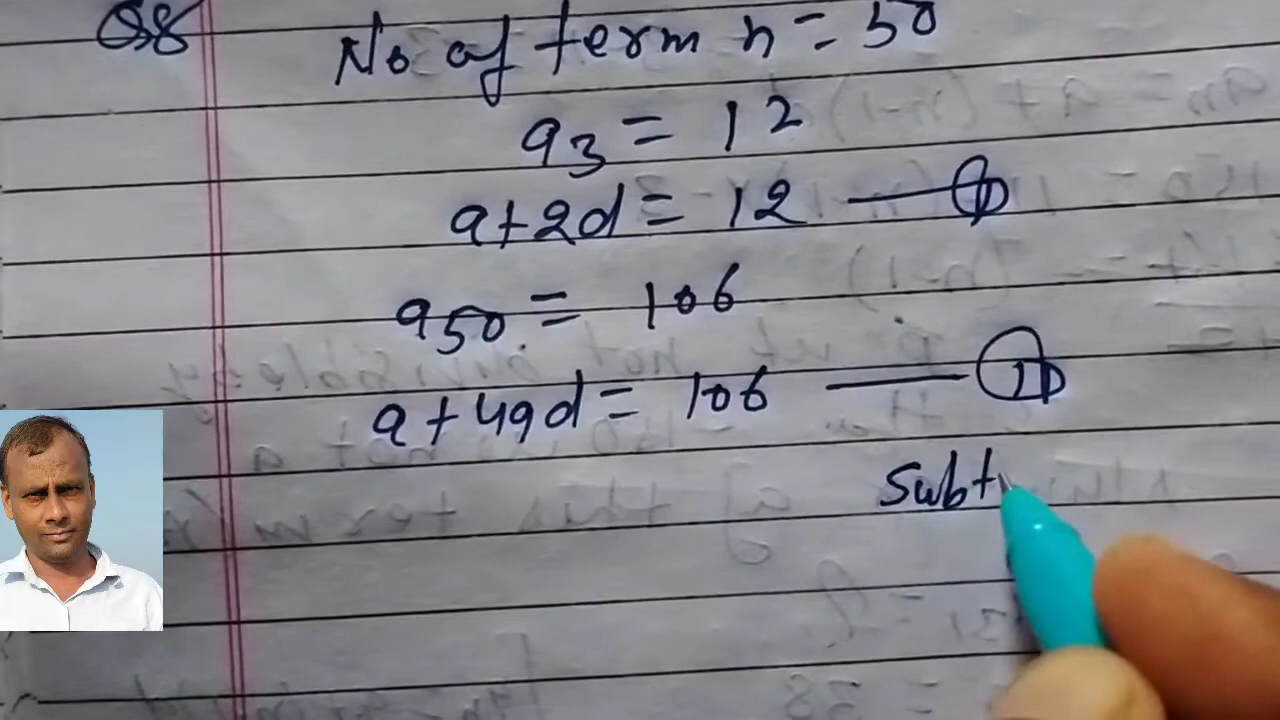 Q8 No of term n = 50
a3 = 12
a+2d = 12 — I
a50 = 106
a+49d = 106 — II
Subt